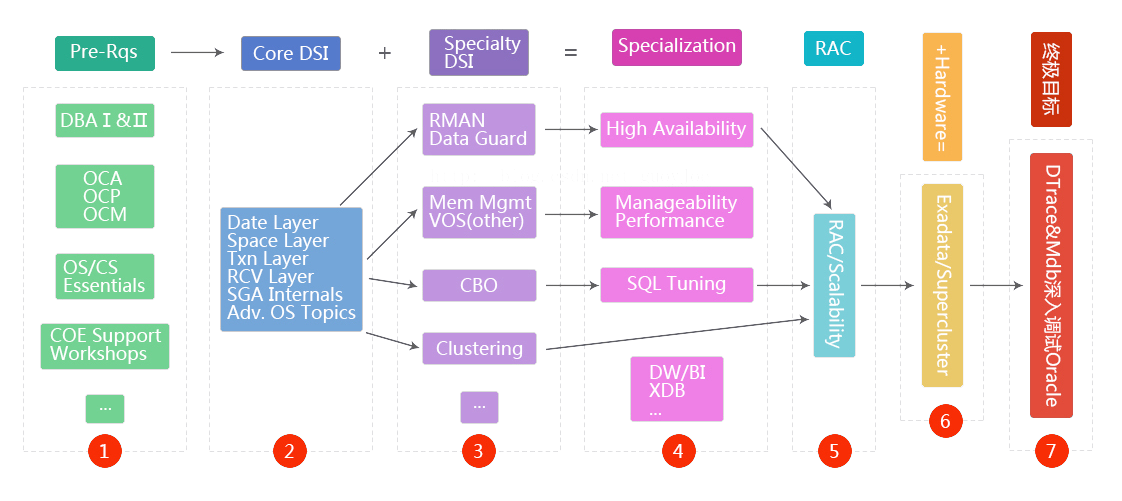 Pre-Rqs
Core DSI
+
Specialty
DSI
=
Specialization
RAC
+Hardware=
终极目标
DBA Ⅰ&Ⅱ
OCA
OCP
OCM
OS/CS
Essentials
COE Support
Workshops
...
1
Date Layer
Space Layer
Txn Layer
RCV Layer
SGA Internals
Adv. OS Topics
2
RMAN
Data Guard
Mem Mgmt
VOS(other)
CBO
Clustering
...
3
High Availability
Manageability
Performance
SQL Tuning
DW/BI
XDB
...
4
RAC/Scalability
5
Exadata/Supercluster
6
DTrace&Mdb深入调试Oracle
7